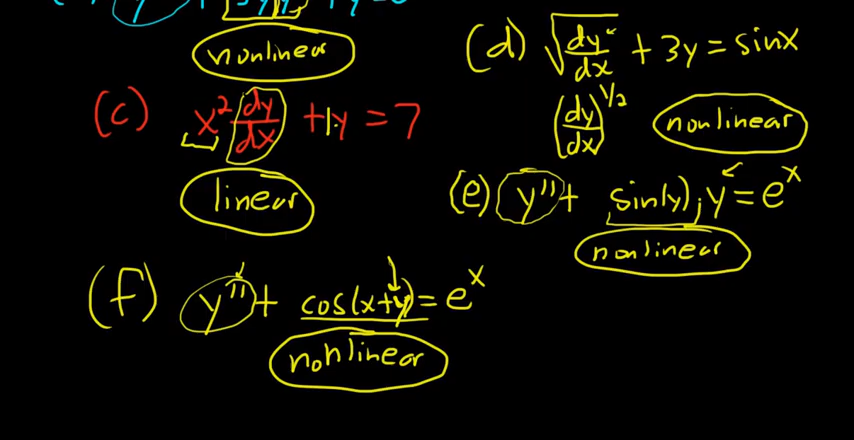 nonlinear
(c) x² dy/dx + 1·y = 7
linear
(d) √(dy/dx) + 3y = sinx
(dy/dx)^1/2 nonlinear
(e) y'' + sin(y) · y = e^x
nonlinear
(f) y'' + cos(x+y) = e^x
nonlinear